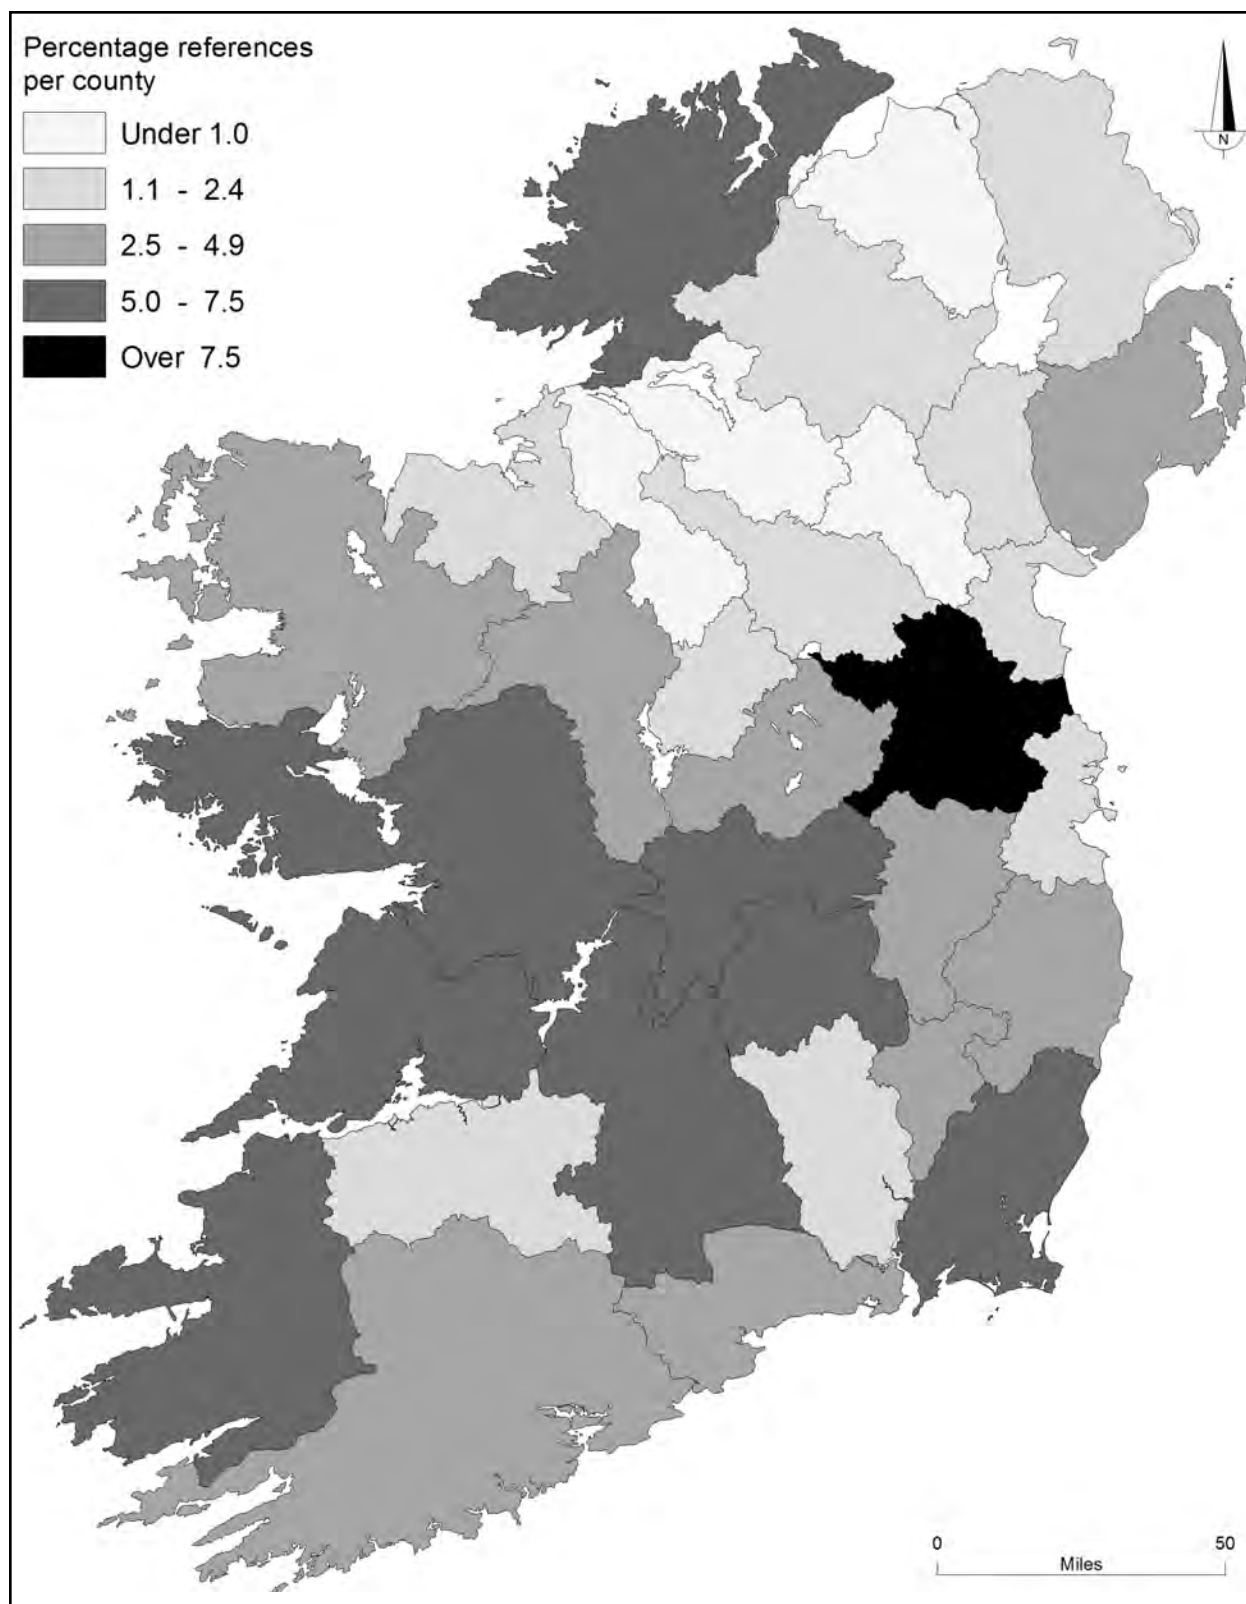 Percentage references
per county
Under 1.0
1.1 - 2.4
2.5 - 4.9
5.0 - 7.5
Over 7.5
N
0 50
Miles